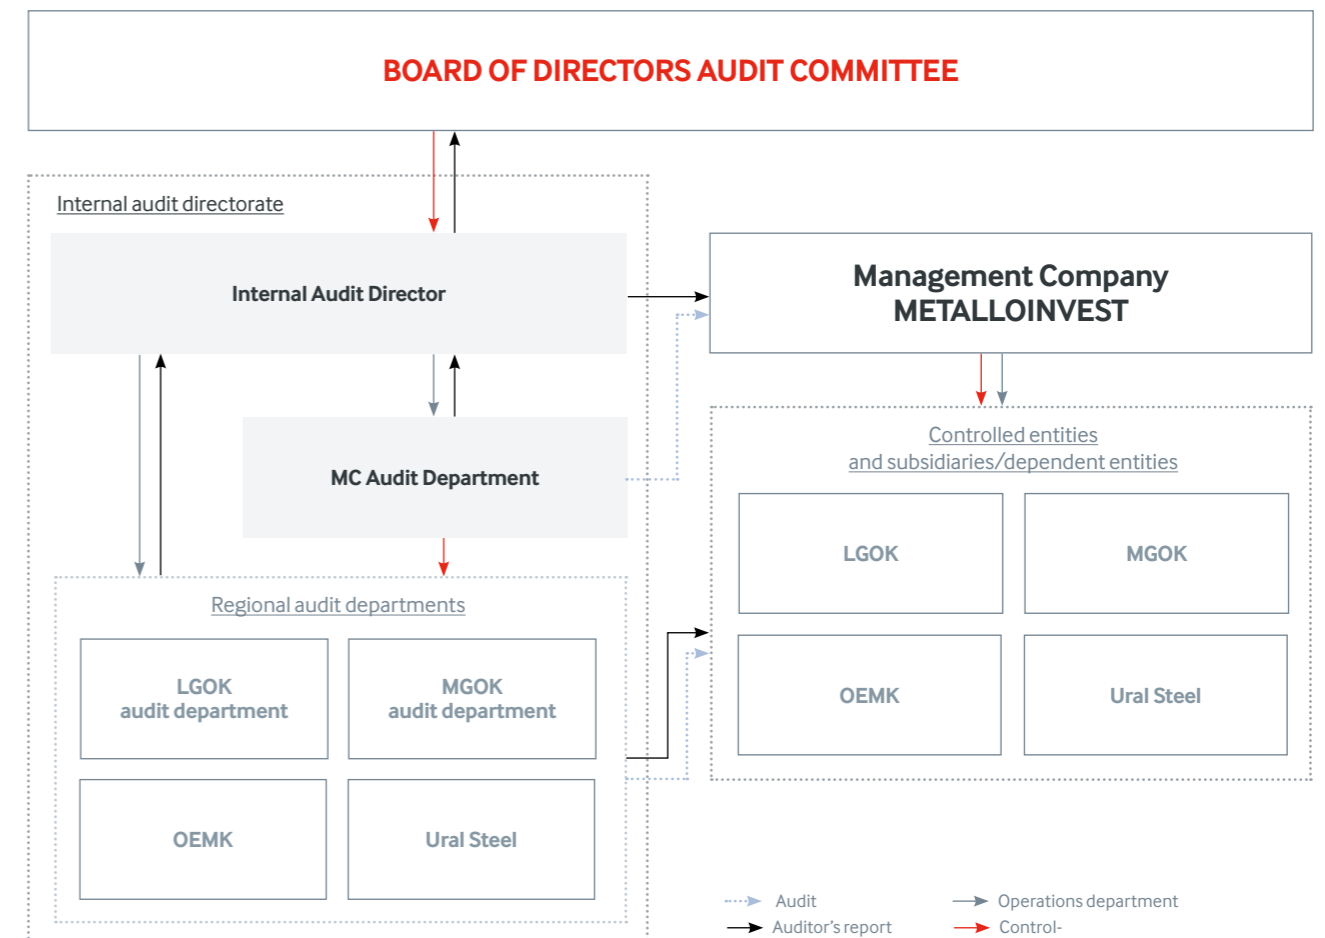 BOARD OF DIRECTORS AUDIT COMMITTEE
Internal audit directorate
Internal Audit Director
Management Company
METALLOINVEST
MC Audit Department
Controlled entities
and subsidiaries/dependent entities
LGOK
MGOK
OEMK
Ural Steel
Regional audit departments
LGOK
audit department
MGOK
audit department
OEMK
Ural Steel
Audit
Operations department
Auditor's report
Control-